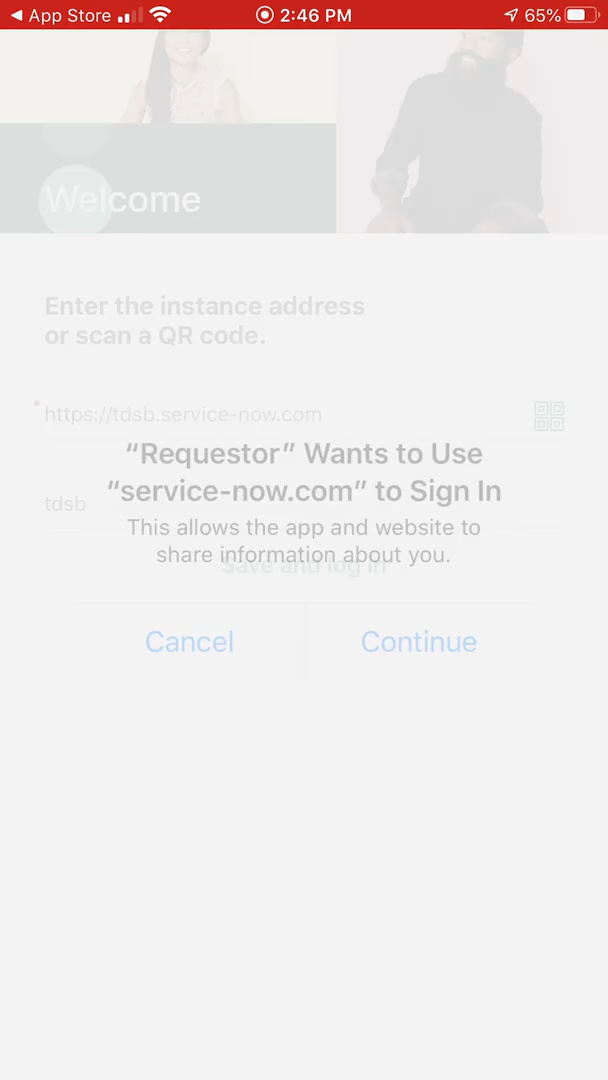 App Store
2:46 PM
65%
Welcome
Enter the instance address
or scan a QR code.
https://tdsb.service-now.com
“Requestor” Wants to Use
“service-now.com” to Sign In
tdsb
This allows the app and website to
share information about you.
Save and log in
Cancel
Continue